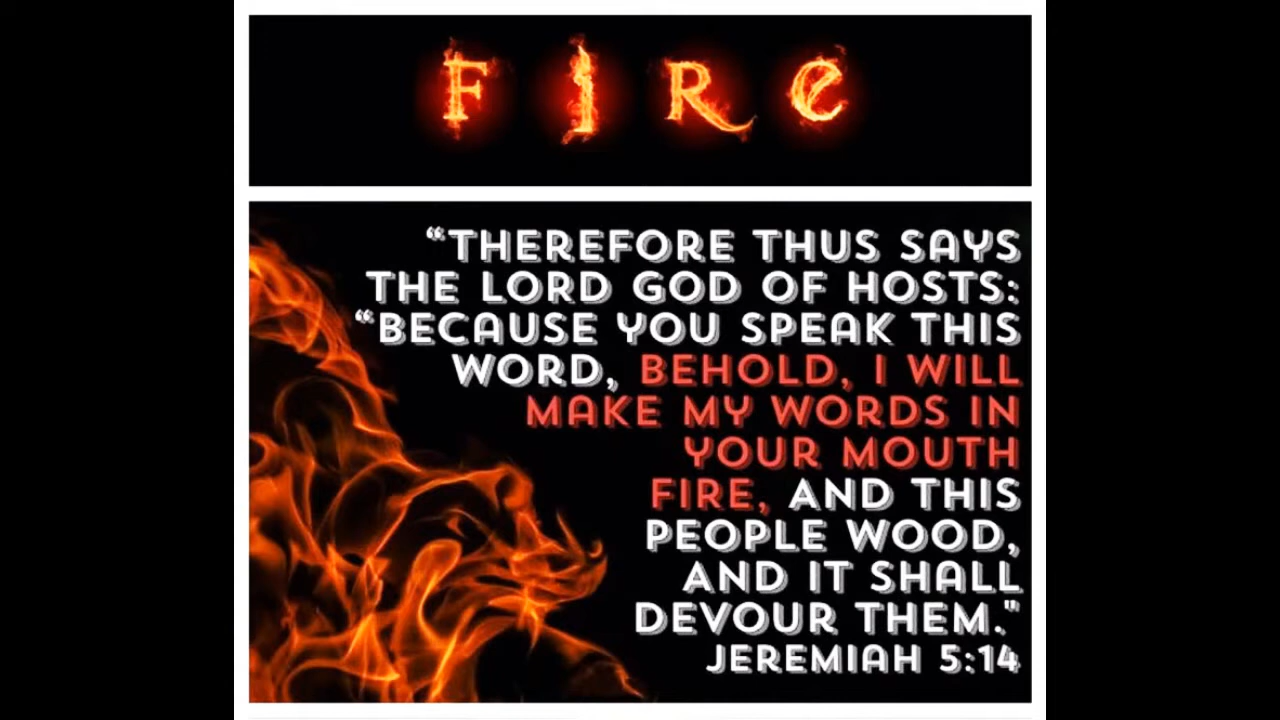 FIRE
“THEREFORE THUS SAYS
THE LORD GOD OF HOSTS:
“BECAUSE YOU SPEAK THIS
WORD, BEHOLD, I WILL
MAKE MY WORDS IN
YOUR MOUTH
FIRE, AND THIS
PEOPLE WOOD,
AND IT SHALL
DEVOUR THEM."
JEREMIAH 5:14